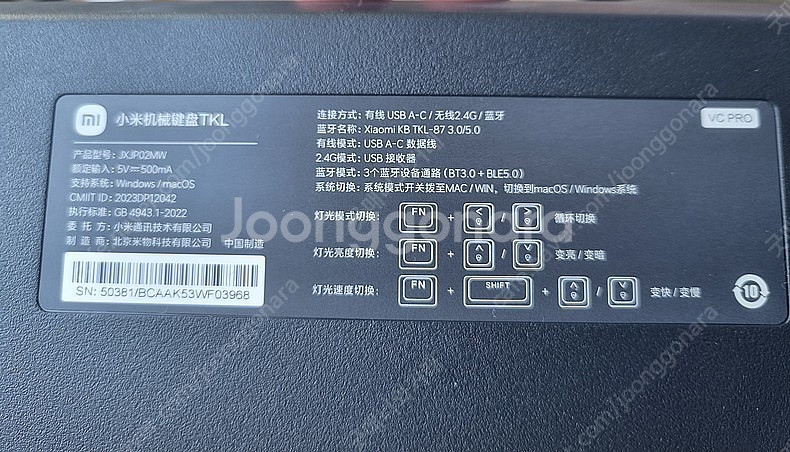 mi 小米机械键盘TKL
VC PRO
产品型号: JXJP02MW
额定输入: 5V⎓500mA
支持系统: Windows / macOS
CMIIT ID: 2023DP12042
执行标准: GB 4943.1-2022
委 托 方: 小米通讯技术有限公司
制 造 商: 北京米物科技有限公司 中国制造
SN: 50381/BCAAK53WF03968
连接方式: 有线 USB A-C / 无线2.4G / 蓝牙
蓝牙名称: Xiaomi KB TKL-87 3.0/5.0
有线模式: USB A-C 数据线
2.4G模式: USB 接收器
蓝牙模式: 3个蓝牙设备通路 (BT3.0 + BLE5.0)
系统切换: 系统模式开关拨至MAC / WIN, 切换到macOS / Windows系统
灯光模式切换: FN + < / > 循环切换
灯光亮度切换: FN + ^ / v 变亮 / 变暗
灯光速度切换: FN + SHIFT + ^ / v 变快 / 变慢
10
Joonggonara